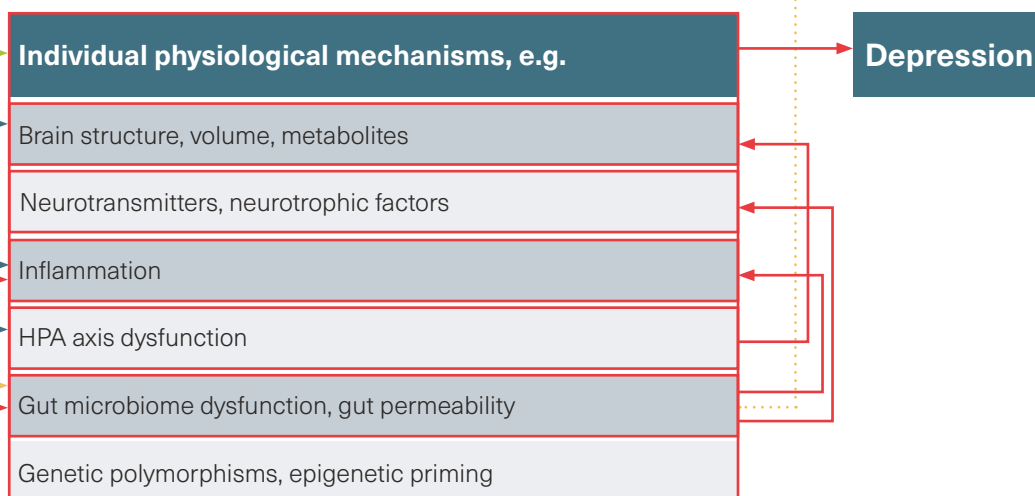 Individual physiological mechanisms, e.g.
Depression
Brain structure, volume, metabolites
Neurotransmitters, neurotrophic factors
Inflammation
HPA axis dysfunction
Gut microbiome dysfunction, gut permeability
Genetic polymorphisms, epigenetic priming